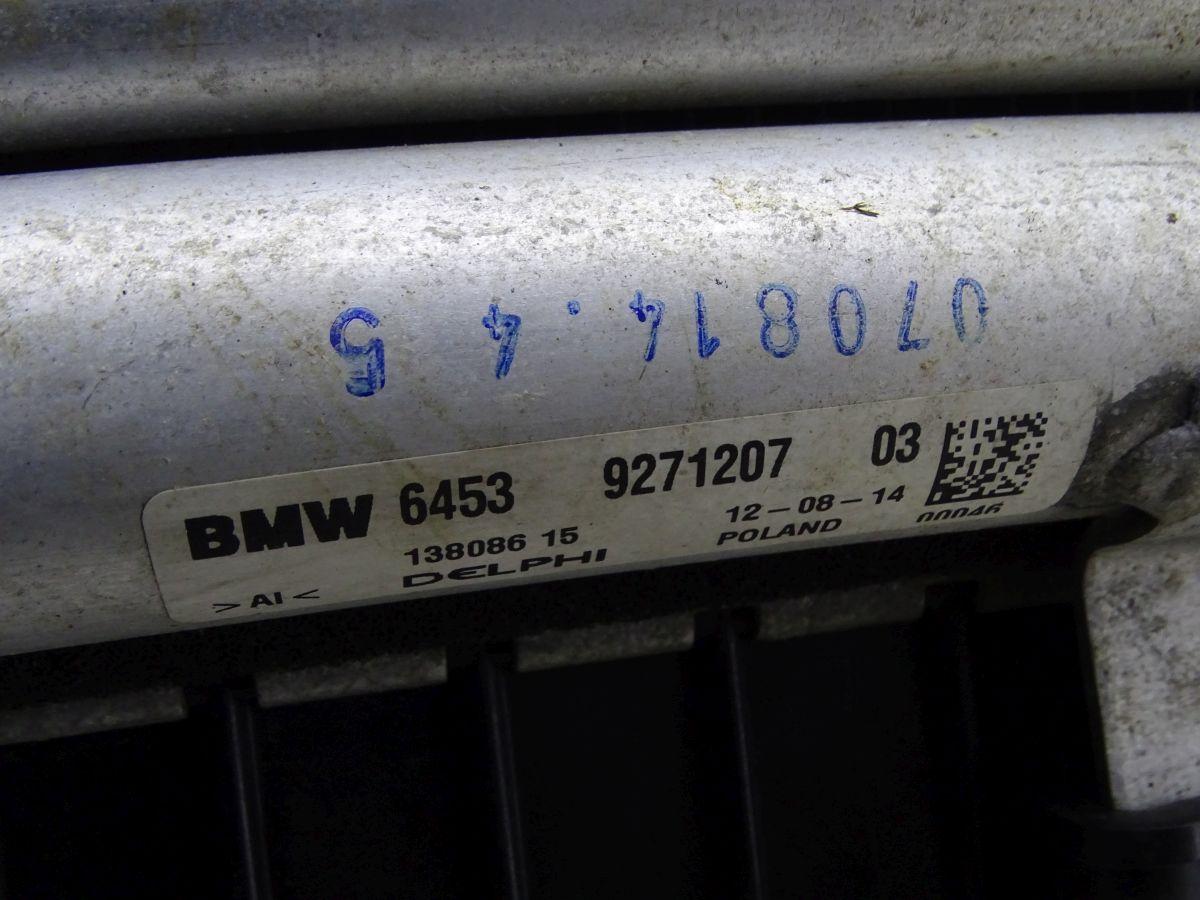 070814.4 5
BMW 6453 9271207 03
138086 15 12-08-14
DELPHI POLAND 00046
>AI<